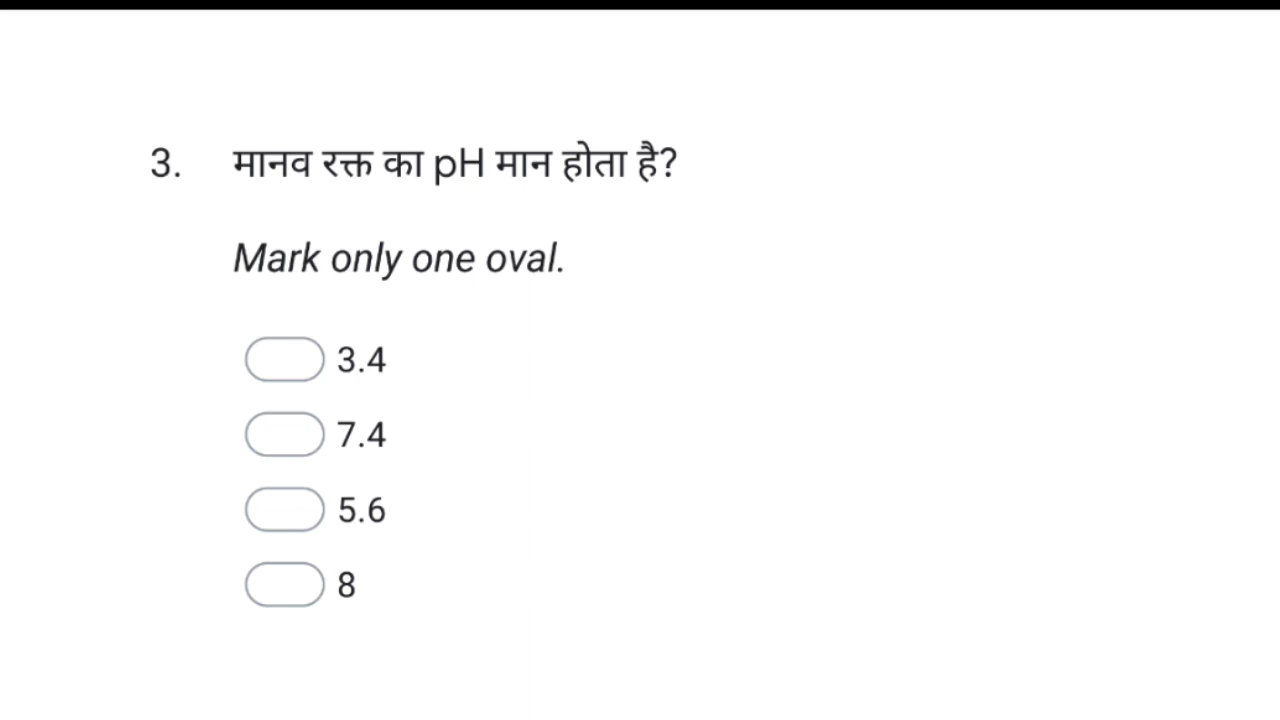 3. मानव रक्त का pH मान होता है?
Mark only one oval.
3.4
7.4
5.6
8